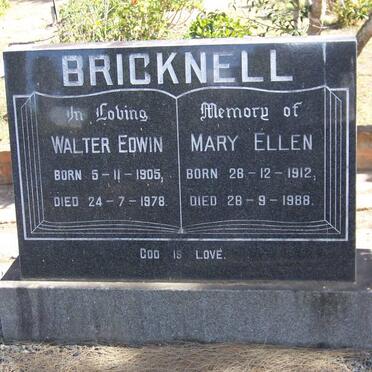 BRICKNELL
In Loving Memory of
WALTER EDWIN
BORN 5-11-1905,
DIED 24-7-1978.
MARY ELLEN
BORN 28-12-1912,
DIED 28-9-1988.
GOD IS LOVE.